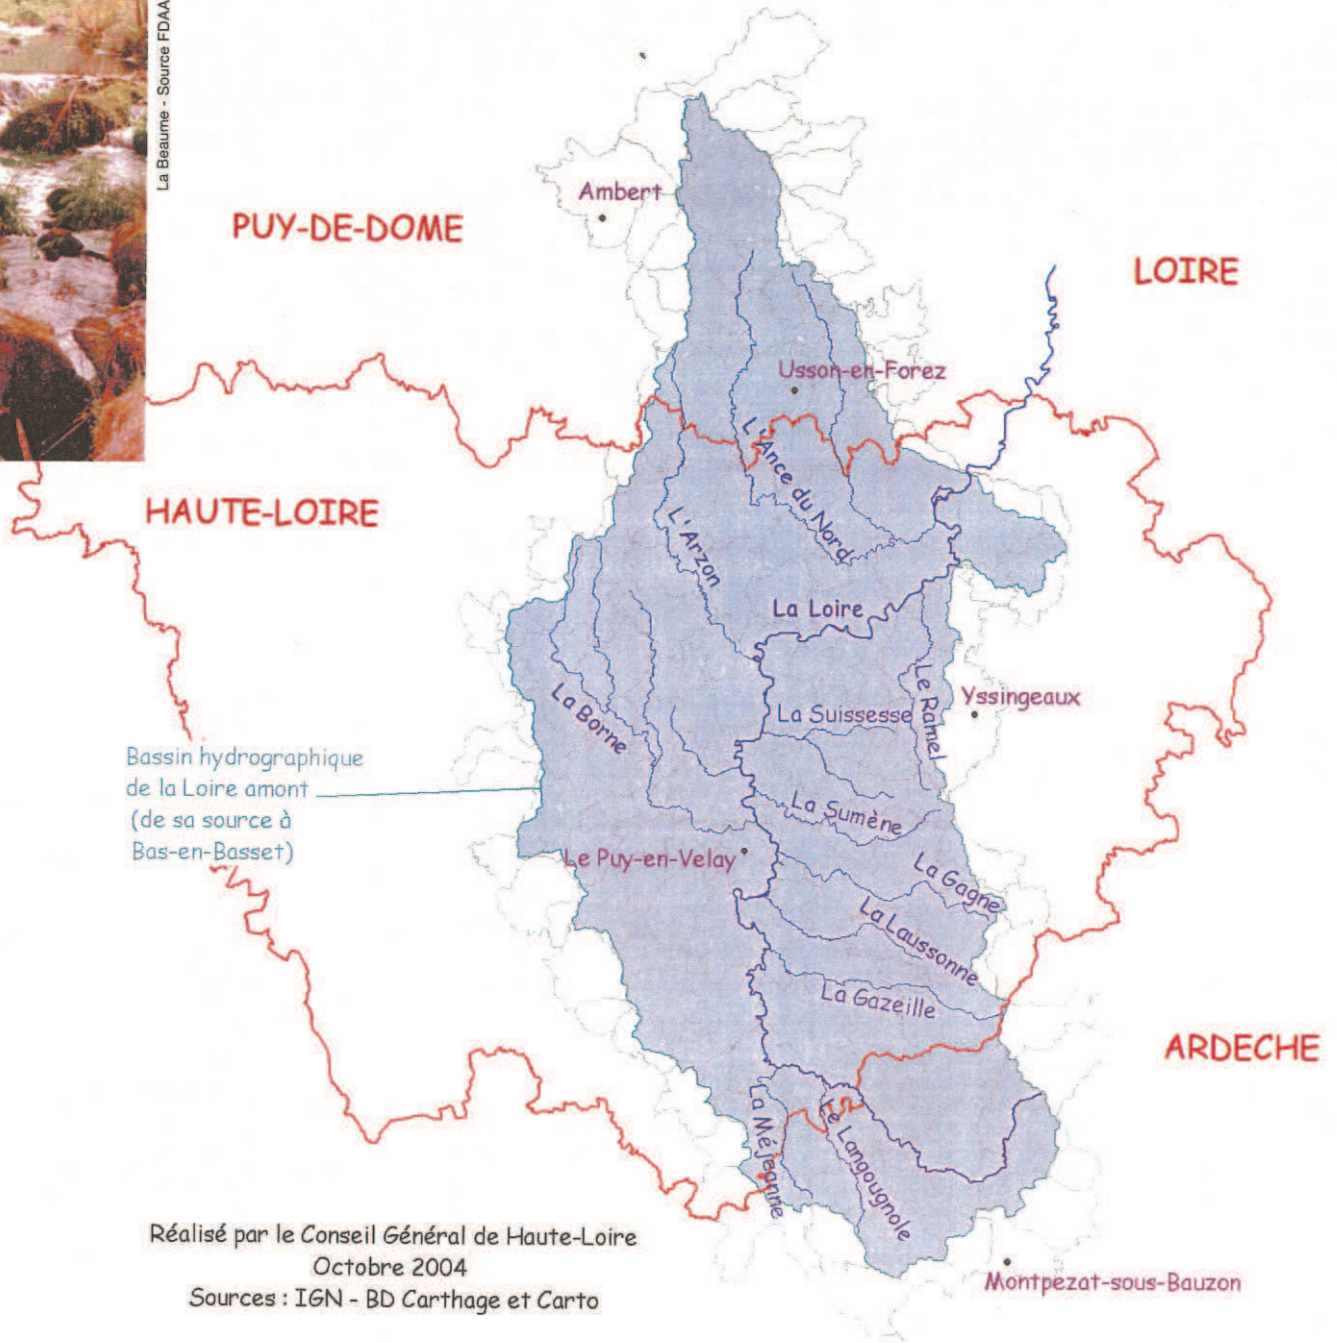 La Beaume - Source FDAA
Ambert
PUY-DE-DOME
LOIRE
Usson-en-Forez
L'Ance du Nord
HAUTE-LOIRE
L'Arzon
La Loire
Le Ramel
Yssingeaux
La Borne
La Suissesse
Bassin hydrographique
de la Loire amont
(de sa source à
Bas-en-Basset)
La Sumène
Le Puy-en-Velay
La Gagne
La Laussonne
La Gazeille
ARDECHE
La Méjeanne
Le Langougnole
Réalisé par le Conseil Général de Haute-Loire
Octobre 2004
Sources : IGN - BD Carthage et Carto
Montpezat-sous-Bauzon